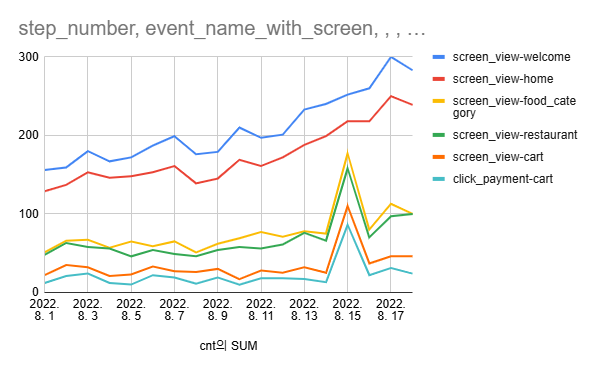 step_number, event_name_with_screen, , , …
300
200
100
0
2022. 8. 1
2022. 8. 3
2022. 8. 5
2022. 8. 7
2022. 8. 9
2022. 8. 11
2022. 8. 13
2022. 8. 15
2022. 8. 17
cnt의 SUM
screen_view-welcome
screen_view-home
screen_view-food_cate
gory
screen_view-restaurant
screen_view-cart
click_payment-cart